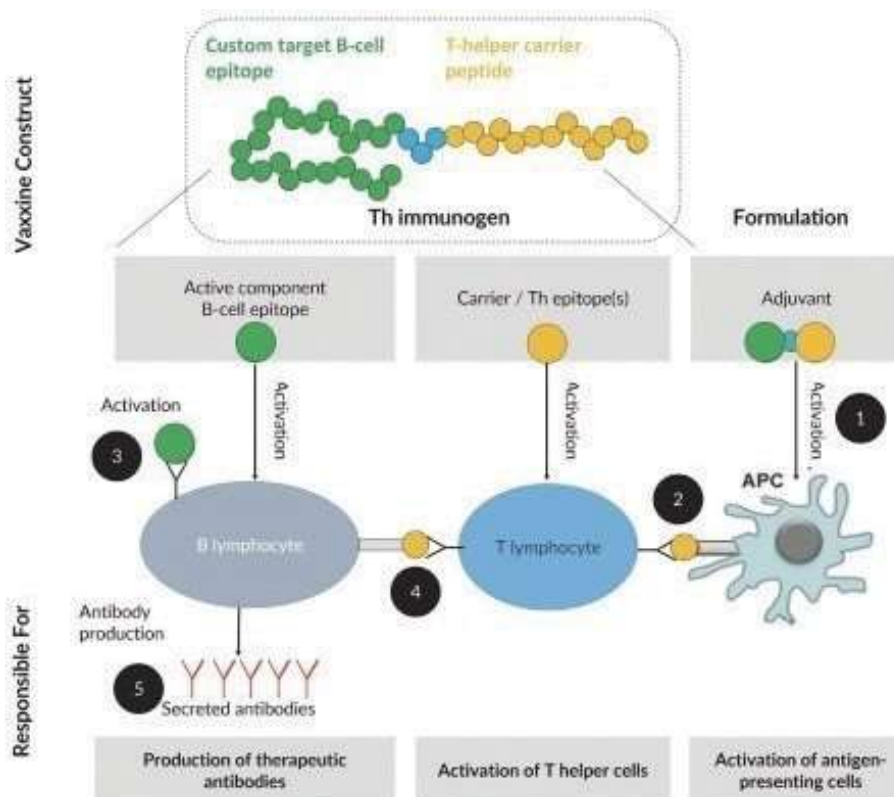 Vaxxine Construct
Custom target B-cell
epitope
T-helper carrier
peptide
Th immunogen
Formulation
Active component
B-cell epitope
Carrier / Th epitope(s)
Adjuvant
Activation
Activation
Activation
Activation
1
2
3
4
5
APC
B lymphocyte
T lymphocyte
Responsible For
Antibody
production
Secreted antibodies
Production of therapeutic
antibodies
Activation of T helper cells
Activation of antigen-
presenting cells